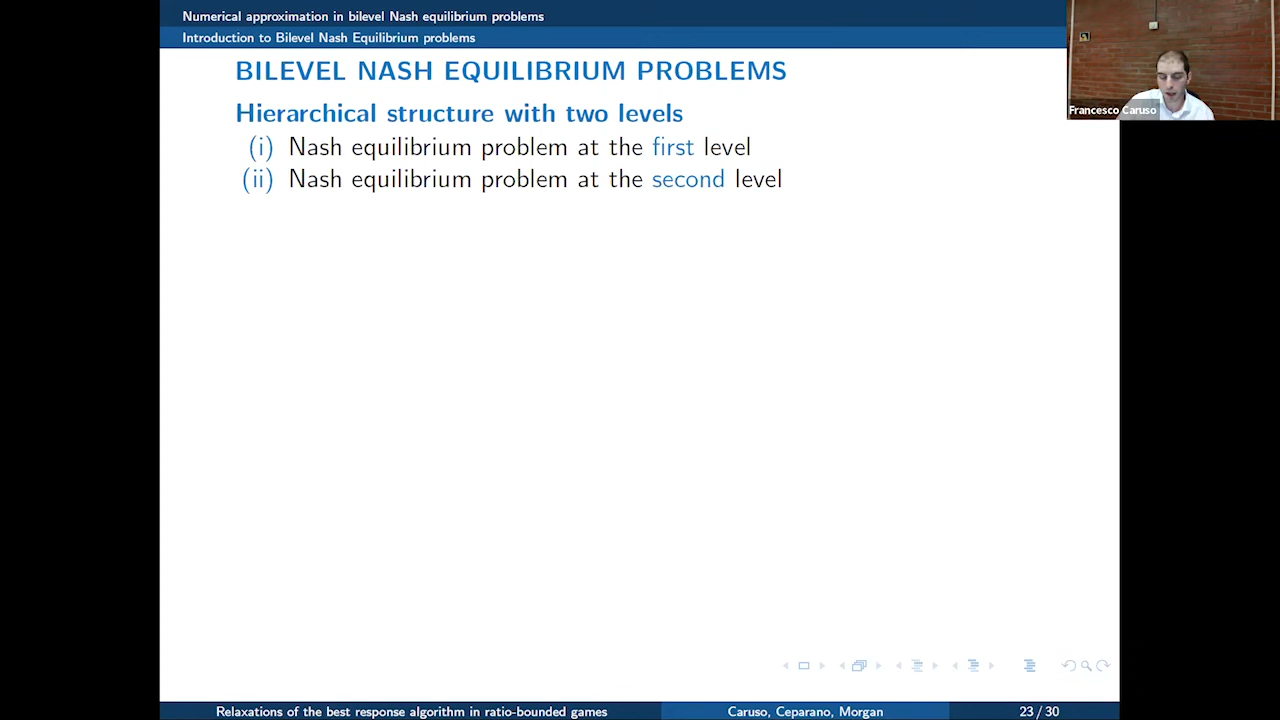 Numerical approximation in bilevel Nash equilibrium problems
Introduction to Bilevel Nash Equilibrium problems
BILEVEL NASH EQUILIBRIUM PROBLEMS
Hierarchical structure with two levels
(i) Nash equilibrium problem at the first level
(ii) Nash equilibrium problem at the second level
Francesco Caruso
Relaxations of the best response algorithm in ratio-bounded games
Caruso, Ceparano, Morgan
23 / 30